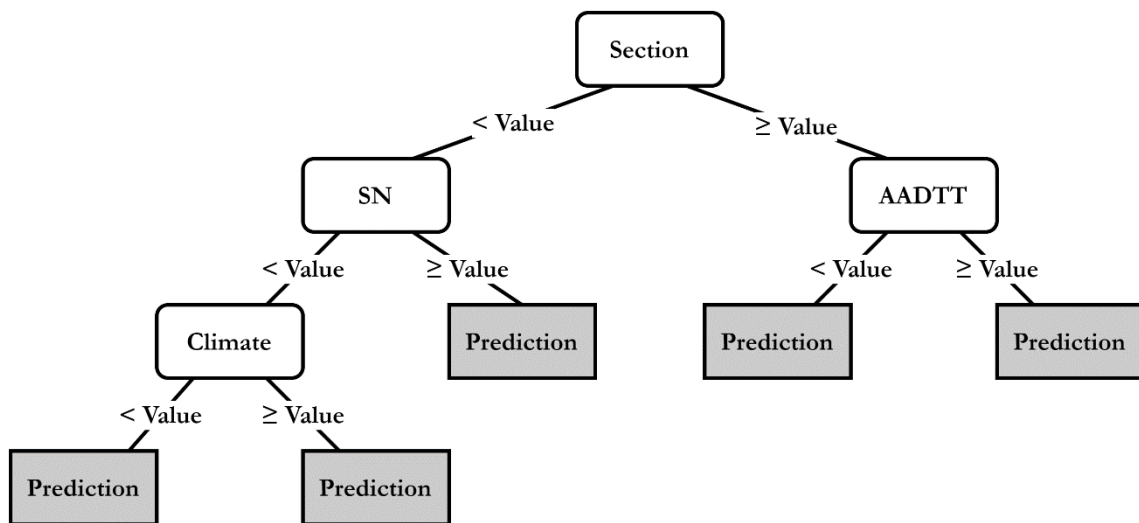 Section
< Value
≥ Value
SN
AADTT
< Value
≥ Value
< Value
≥ Value
Climate
Prediction
Prediction
Prediction
< Value
≥ Value
Prediction
Prediction